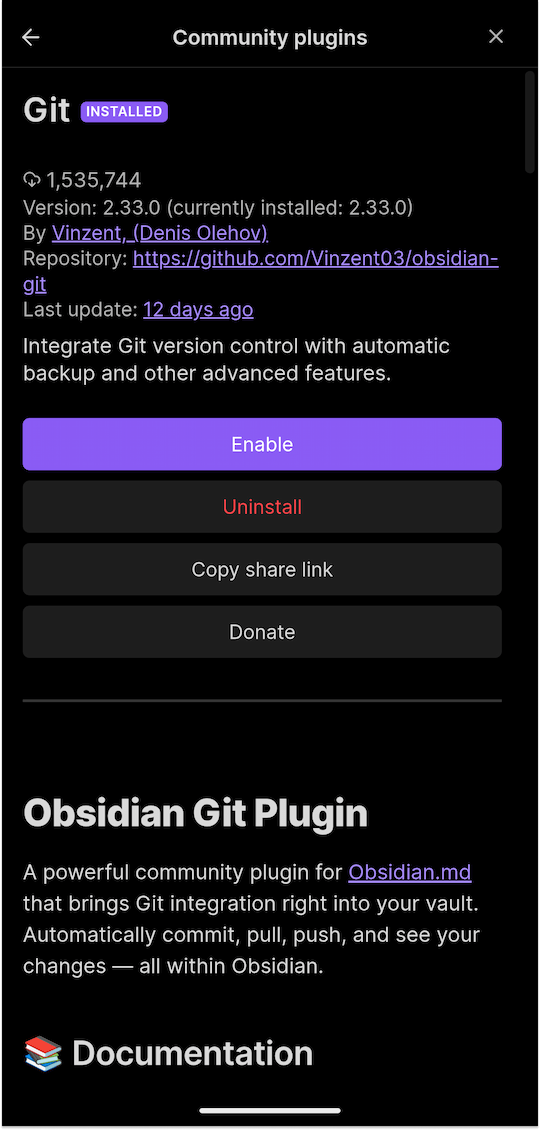 Community plugins
Git INSTALLED
1,535,744
Version: 2.33.0 (currently installed: 2.33.0)
By Vinzent, (Denis Olehov)
Repository: https://github.com/Vinzent03/obsidian-
git
Last update: 12 days ago
Integrate Git version control with automatic
backup and other advanced features.
Enable
Uninstall
Copy share link
Donate
Obsidian Git Plugin
A powerful community plugin for Obsidian.md
that brings Git integration right into your vault.
Automatically commit, pull, push, and see your
changes — all within Obsidian.
📚 Documentation